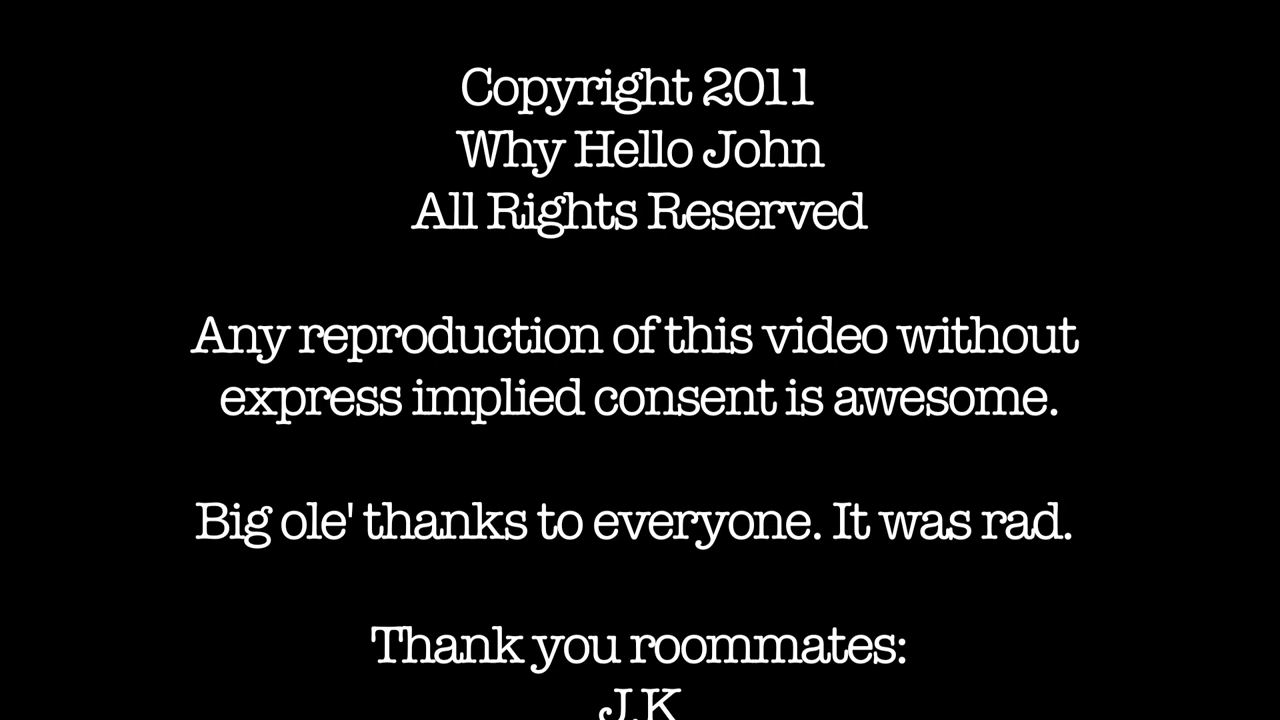 Copyright 2011
Why Hello John
All Rights Reserved
Any reproduction of this video without
express implied consent is awesome.
Big ole' thanks to everyone. It was rad.
Thank you roommates:
J.K